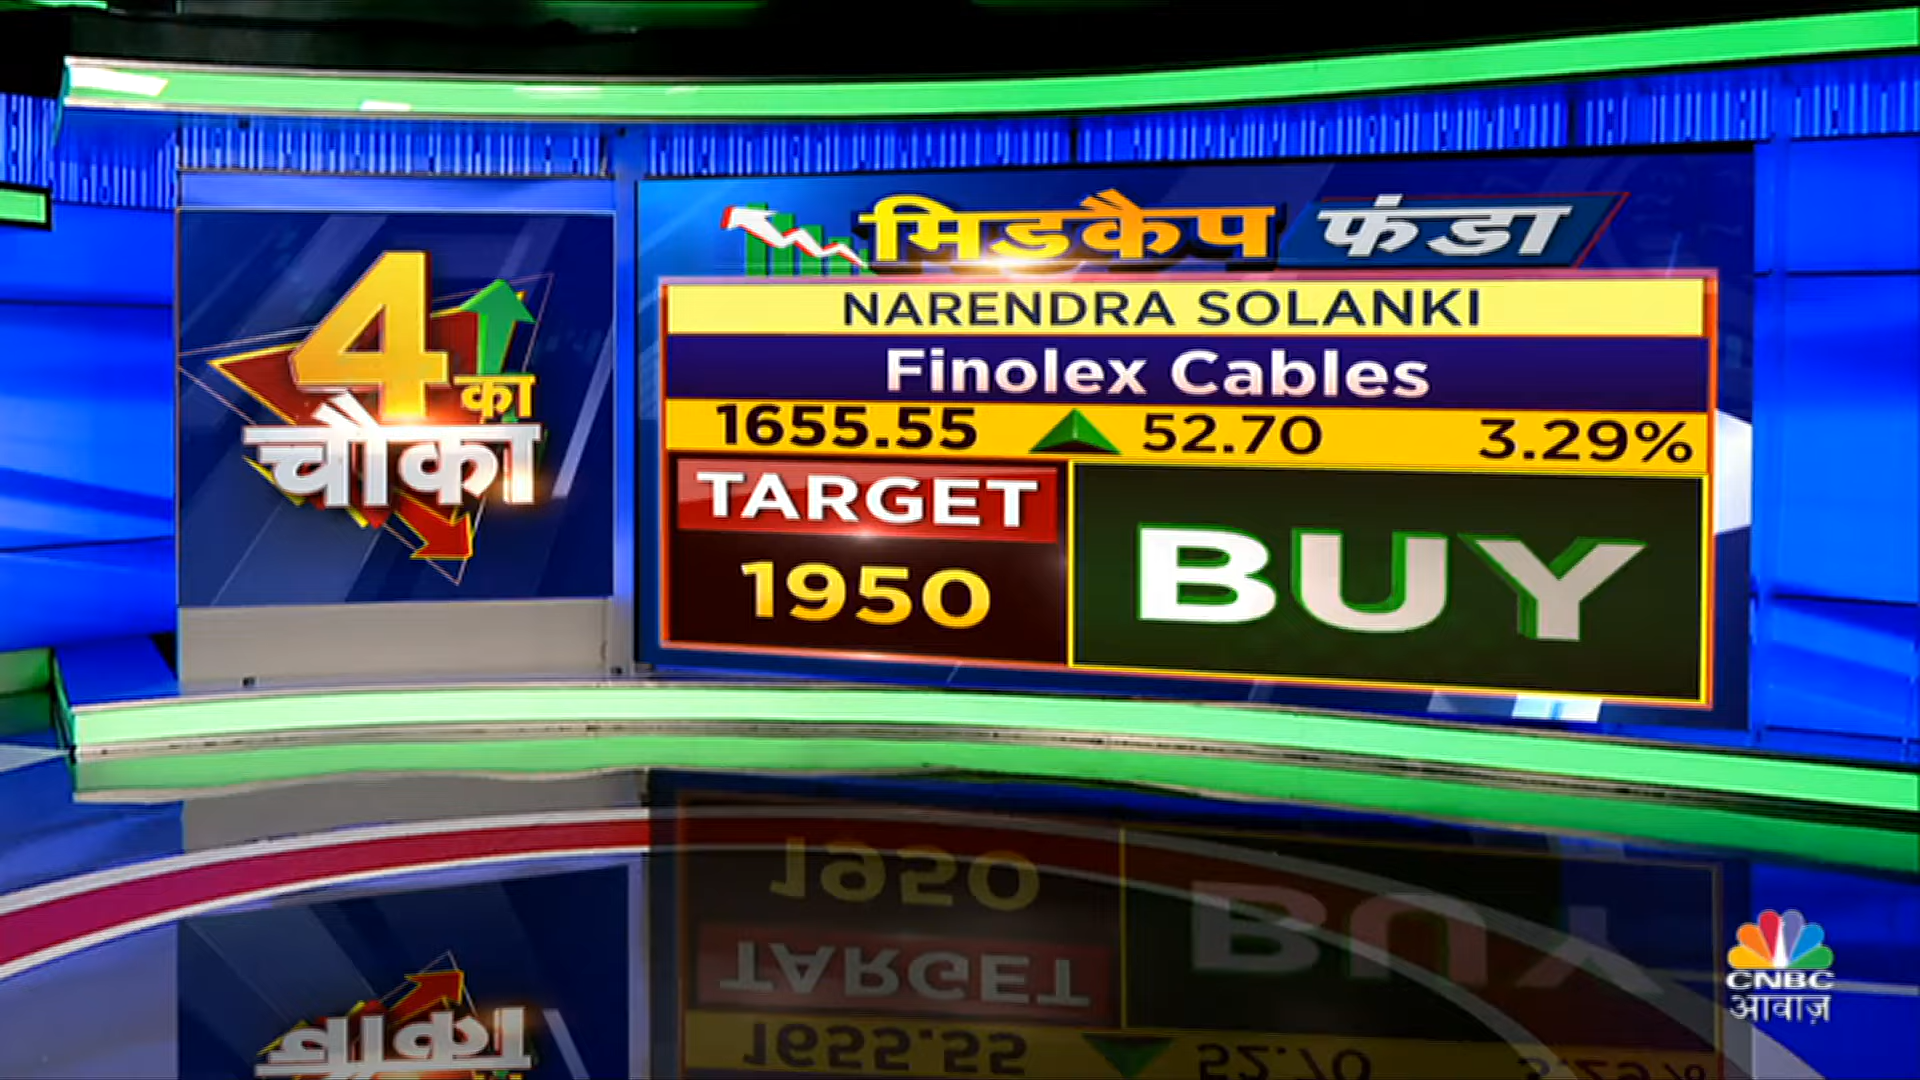 4 का
चौका
मिडकैप फंडा
NARENDRA SOLANKI
Finolex Cables
1655.55 52.70 3.29%
TARGET
1950
BUY
CNBC
आवाज़